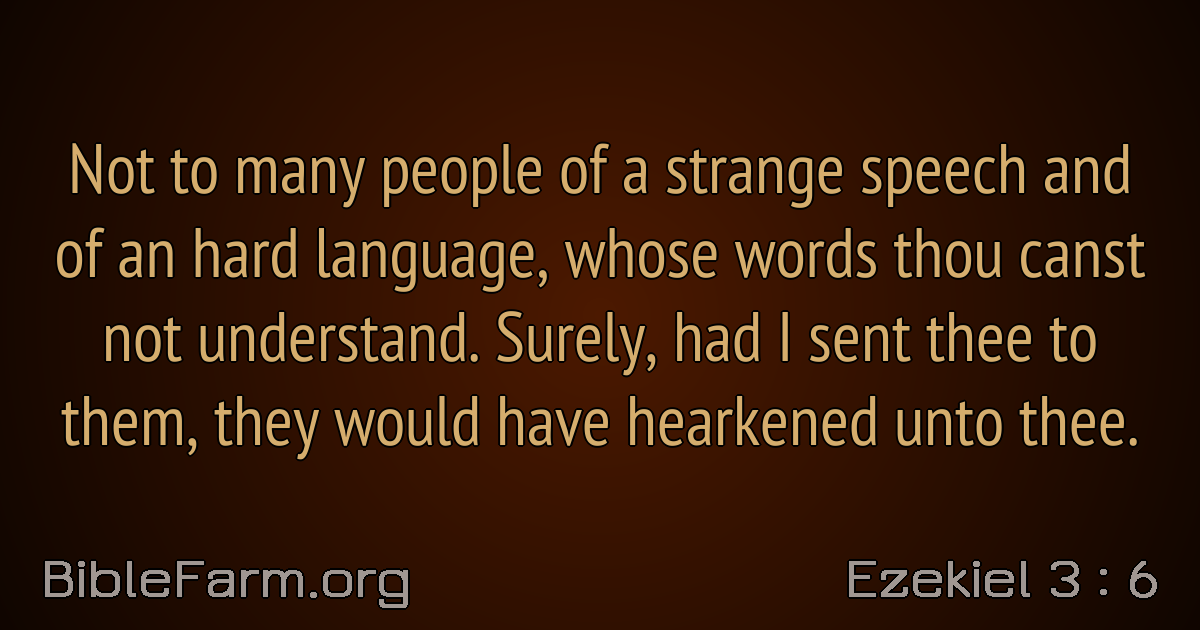 Not to many people of a strange speech and
of an hard language, whose words thou canst
not understand. Surely, had I sent thee to
them, they would have hearkened unto thee.
BibleFarm.org
Ezekiel 3 : 6